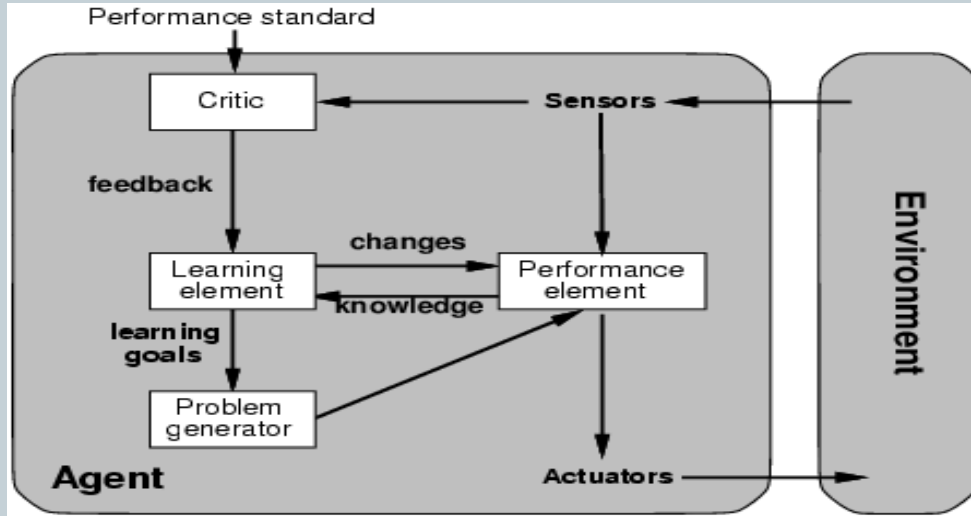 Performance standard
Critic
Sensors
feedback
changes
Learning
element
Performance
element
knowledge
learning
goals
Problem
generator
Agent
Actuators
Environment